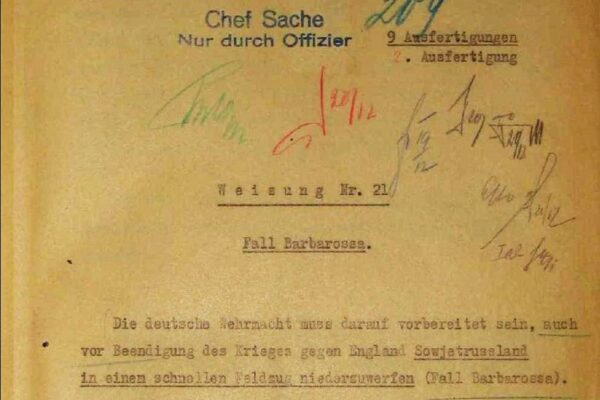 Chef Sache
Nur durch Offizier
209
9 Ausfertigungen
2. Ausfertigung
Weisung Nr. 21
Fall Barbarossa.
Die deutsche Wehrmacht muss darauf vorbereitet sein, auch
vor Beendigung des Krieges gegen England Sowjetrussland
in einem schnellen Feldzug niederzuwerfen (Fall Barbarossa).